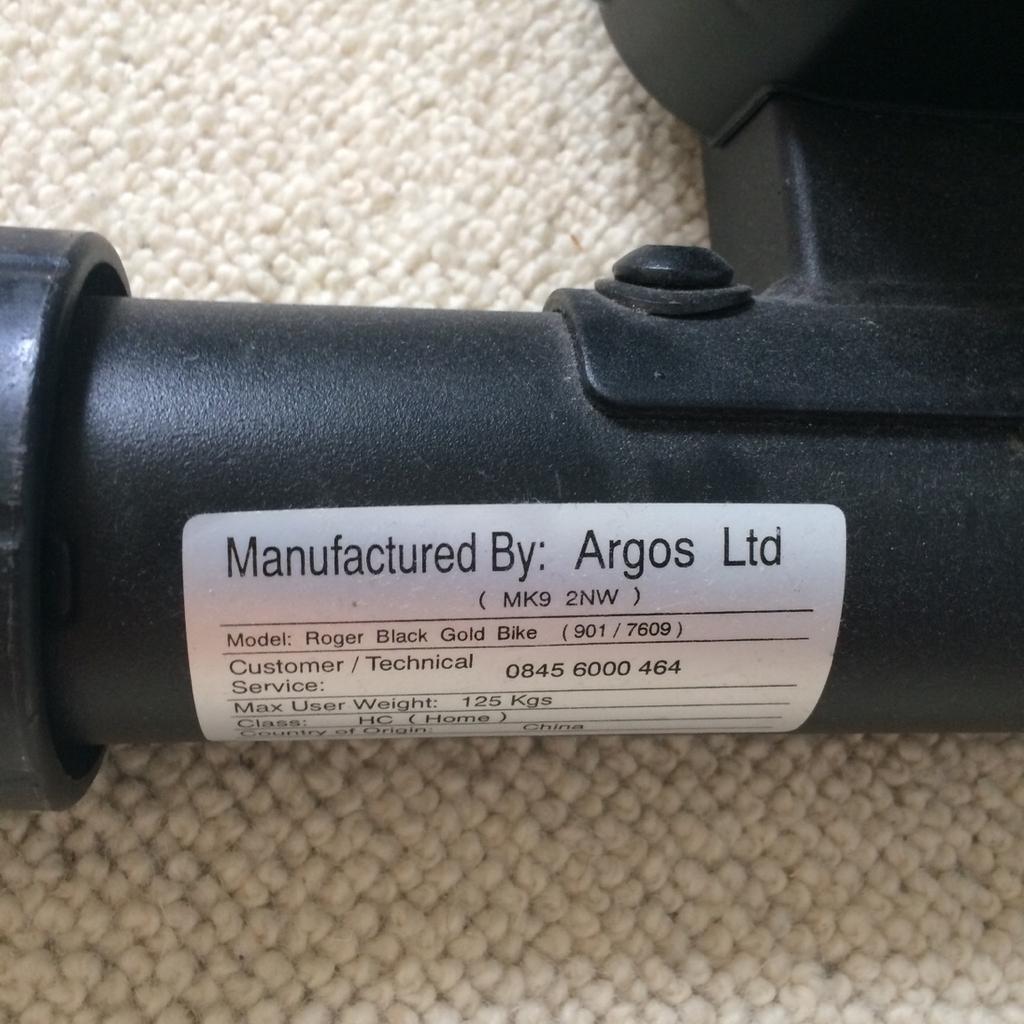 Manufactured By: Argos Ltd
( MK9 2NW )
Model: Roger Black Gold Bike ( 901 / 7609 )
Customer / Technical
Service: 0845 6000 464
Max User Weight: 125 Kgs
Class: HC ( Home )
Country of Origin: China